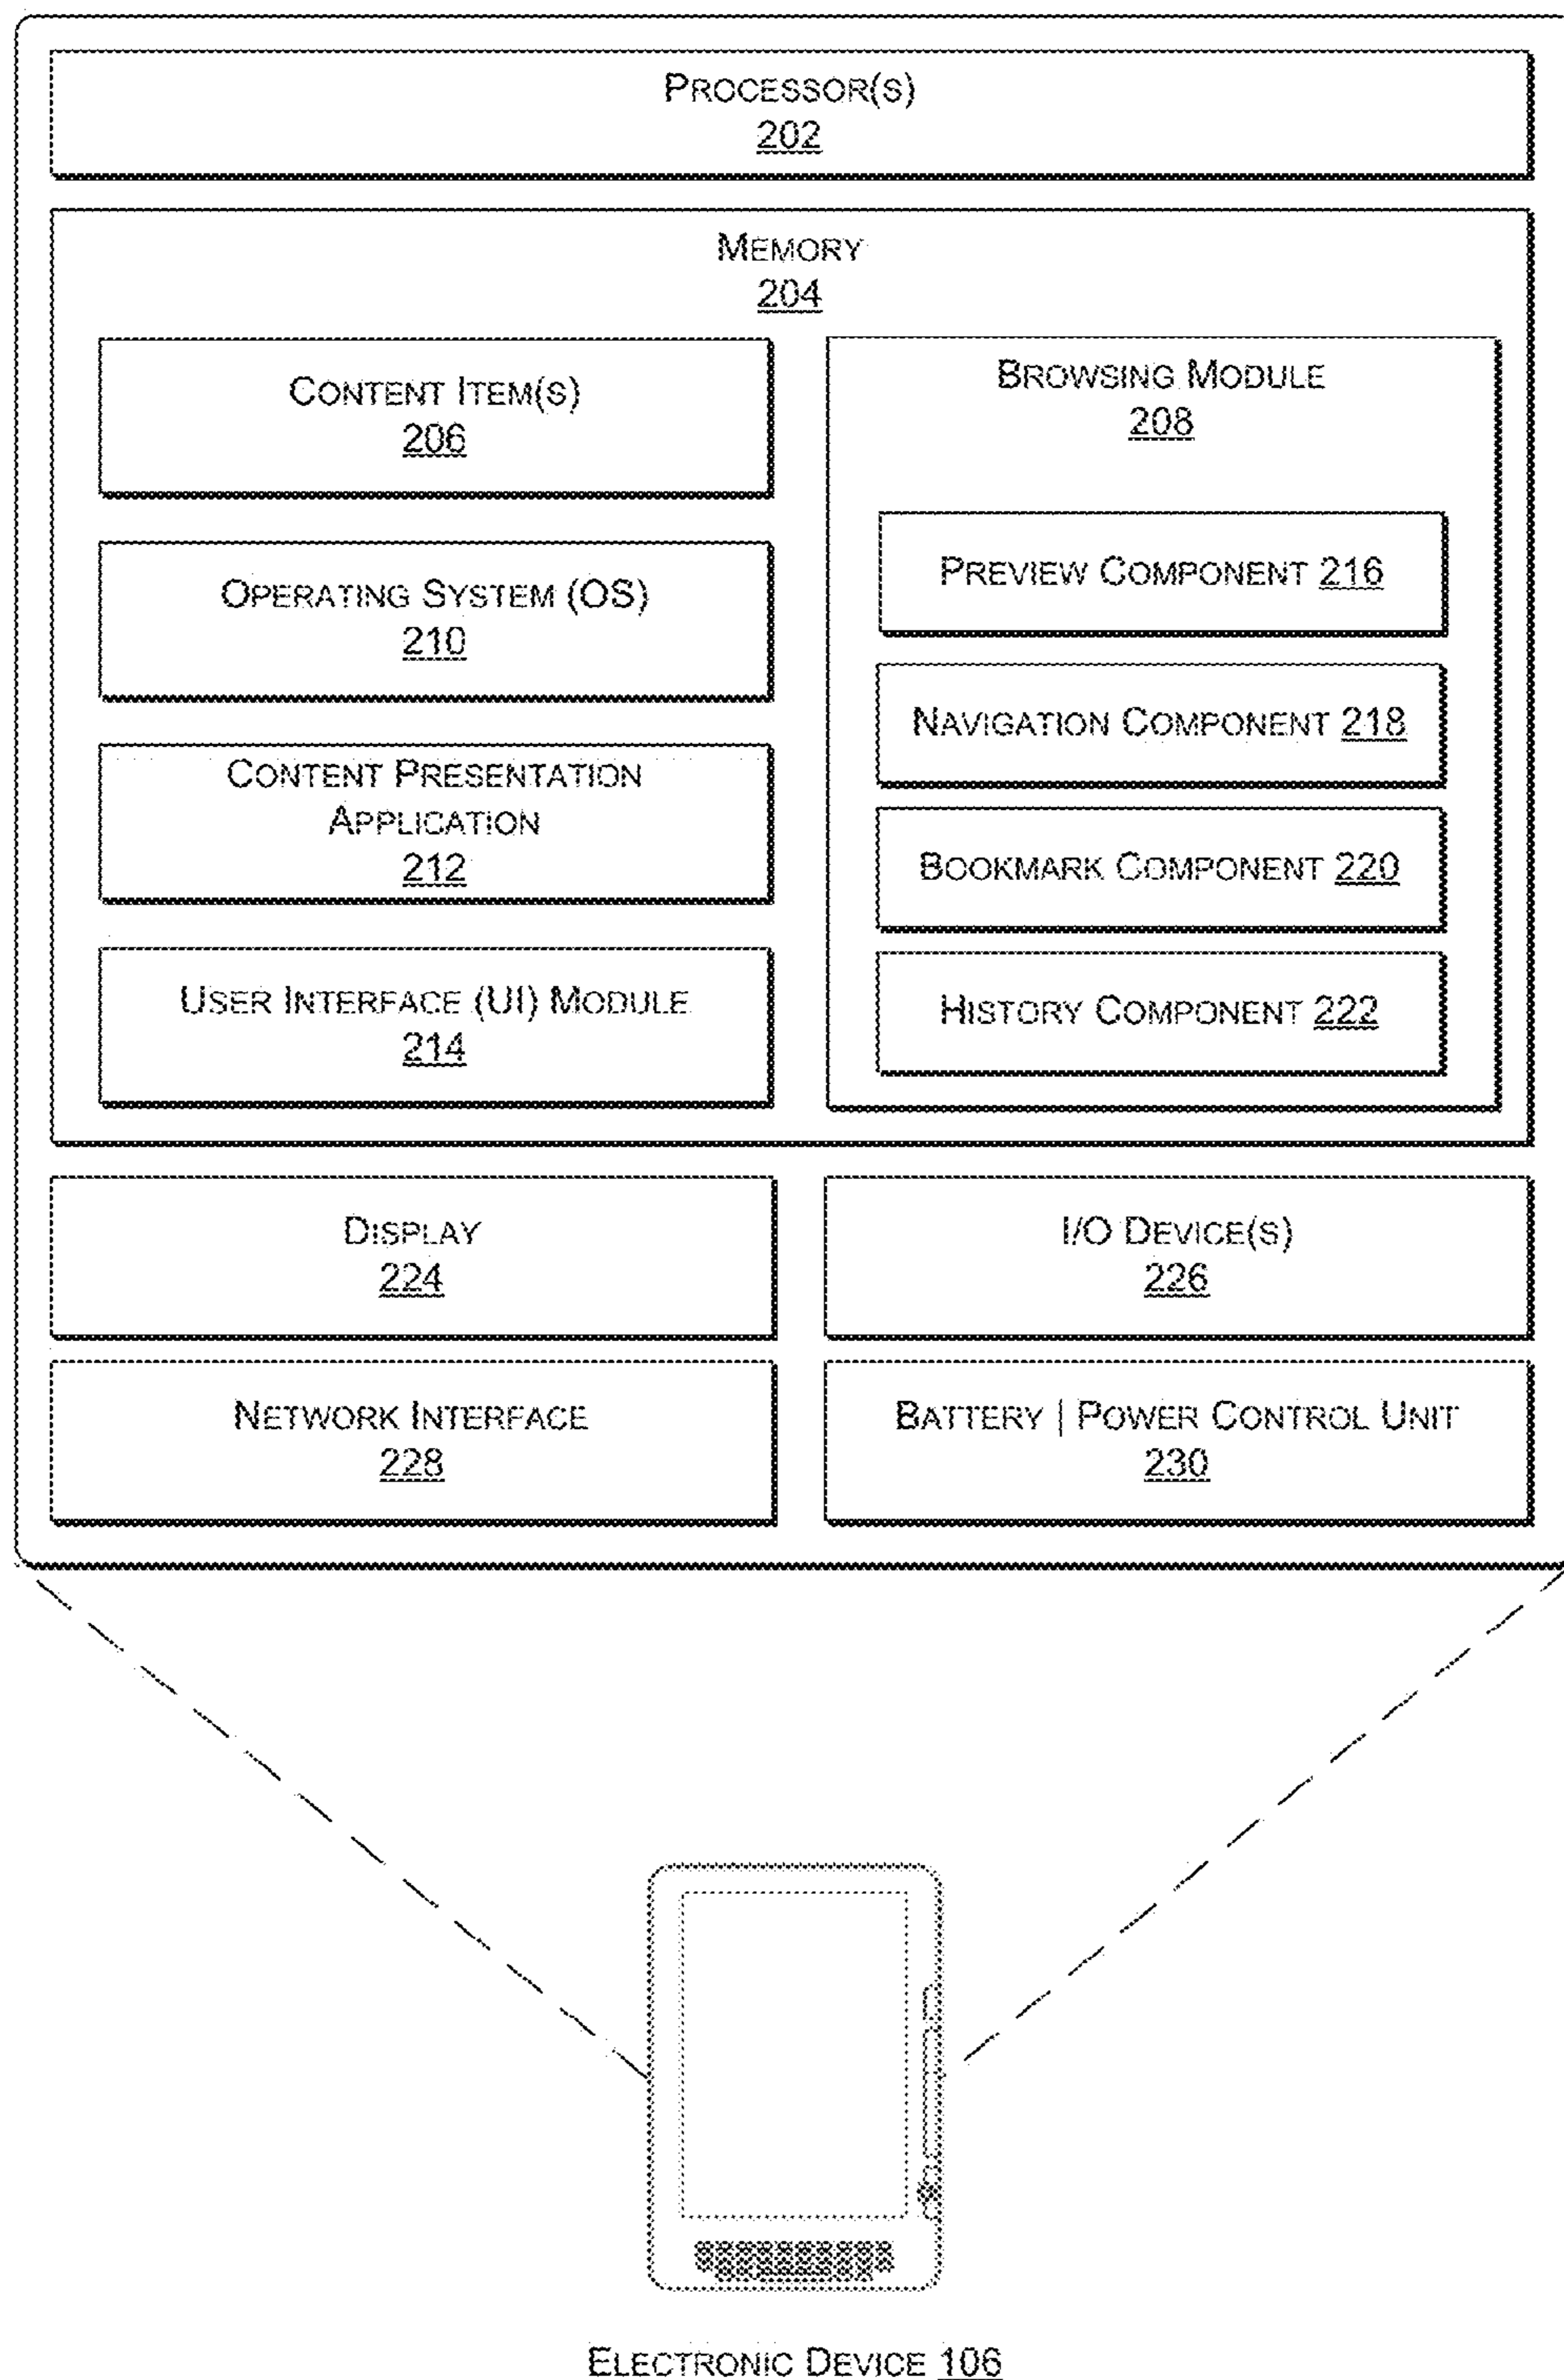 PROCESSOR(S)
202
MEMORY
204
CONTENT ITEM(S)
206
OPERATING SYSTEM (OS)
210
CONTENT PRESENTATION
APPLICATION
212
USER INTERFACE (UI) MODULE
214
BROWSING MODULE
208
PREVIEW COMPONENT 216
NAVIGATION COMPONENT 218
BOOKMARK COMPONENT 220
HISTORY COMPONENT 222
DISPLAY
224
I/O DEVICE(S)
226
NETWORK INTERFACE
228
BATTERY | POWER CONTROL UNIT
230
ELECTRONIC DEVICE 106